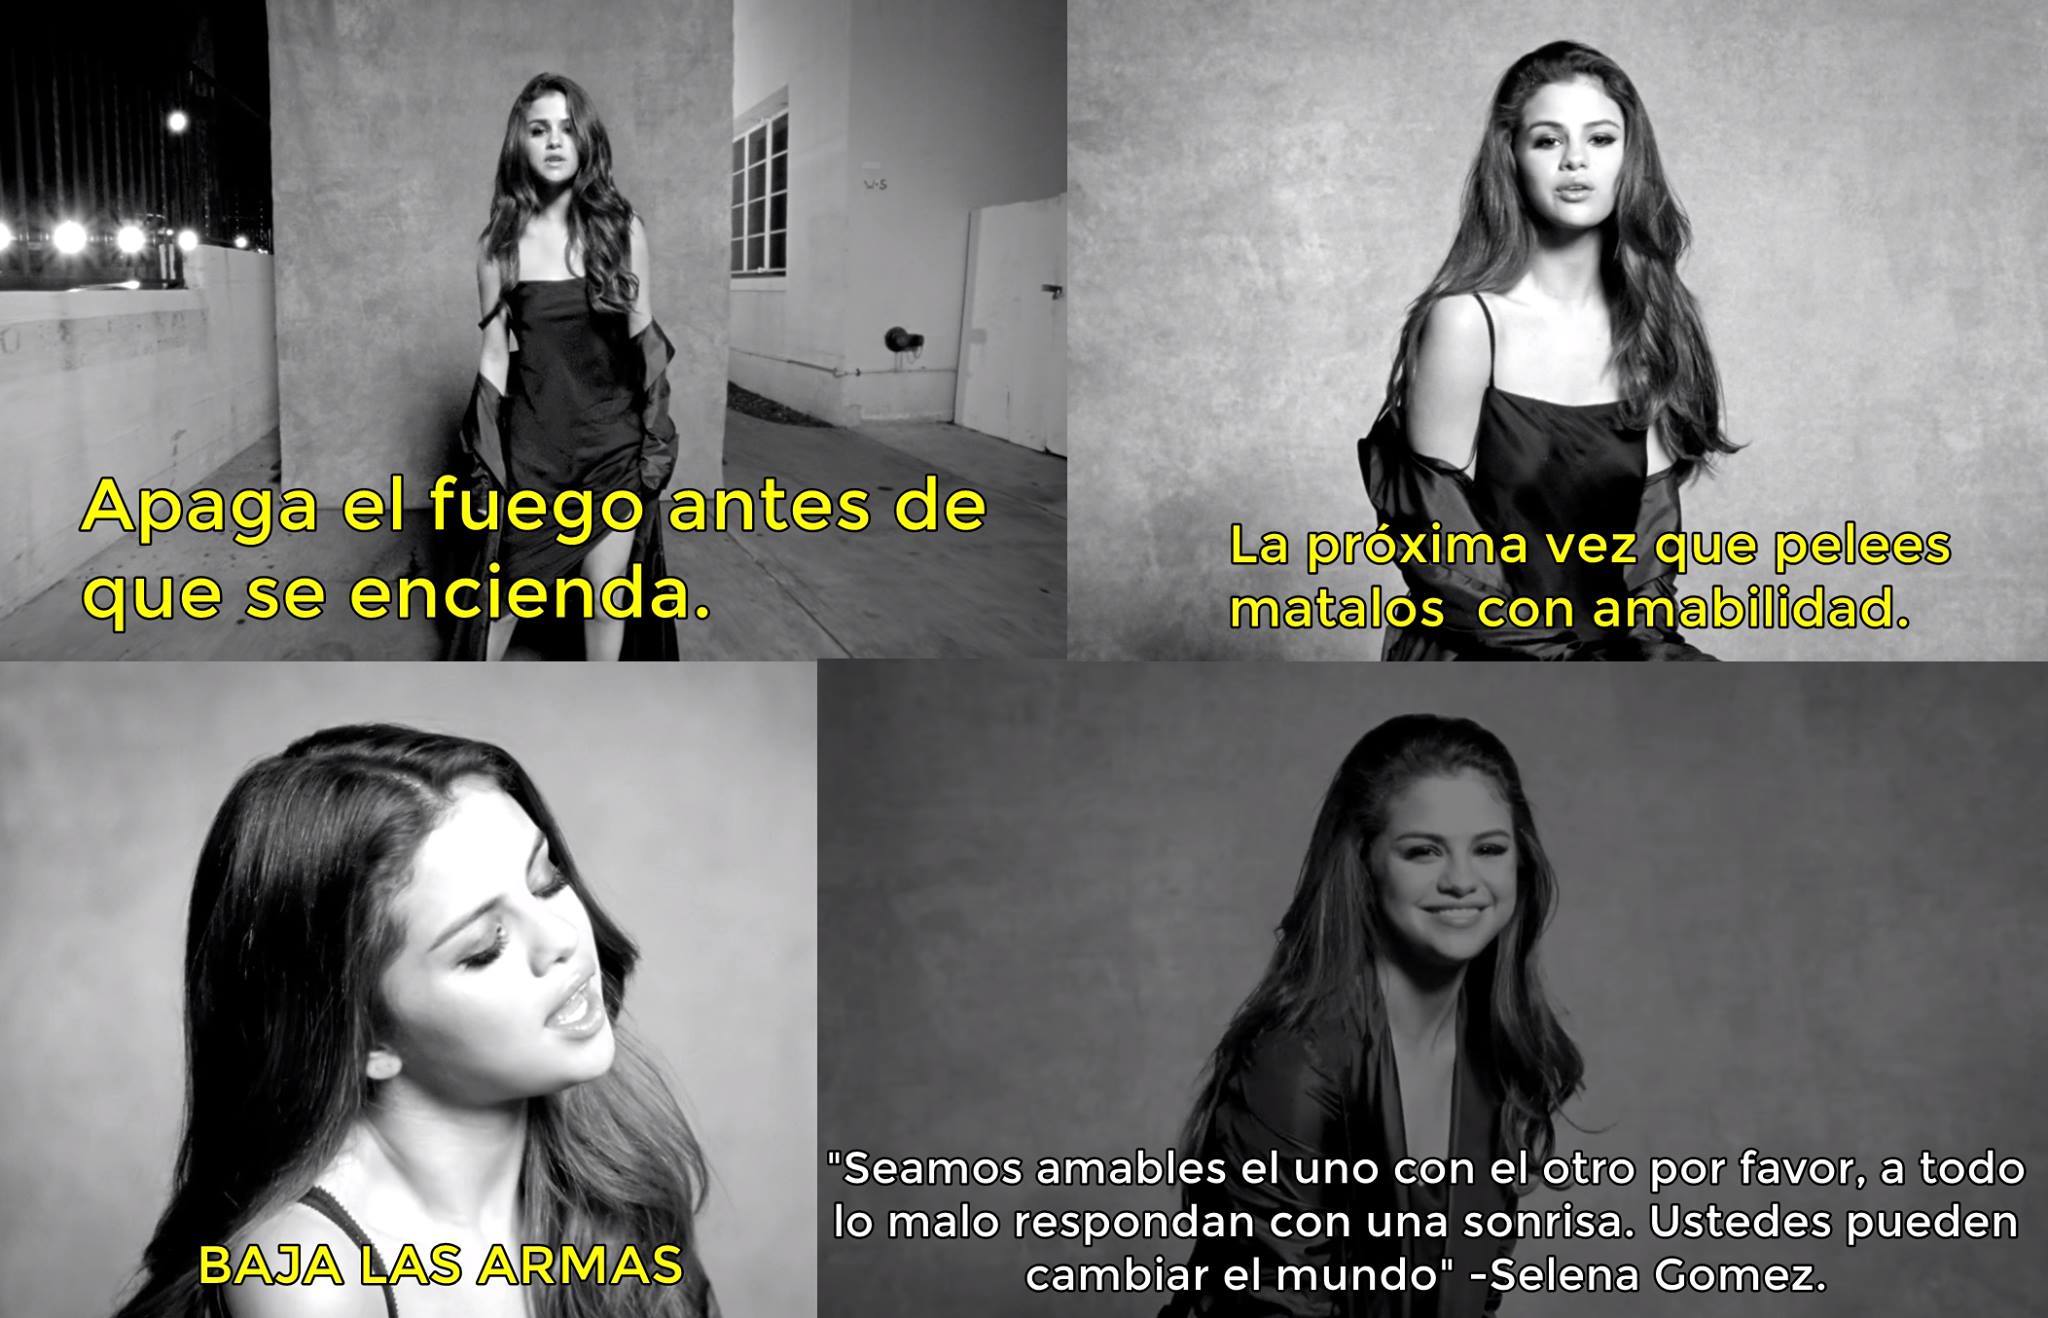 Apaga el fuego antes de
que se encienda.
La próxima vez que pelees
matalos con amabilidad.
BAJA LAS ARMAS
"Seamos amables el uno con el otro por favor, a todo
lo malo respondan con una sonrisa. Ustedes pueden
cambiar el mundo" -Selena Gomez.
W-S